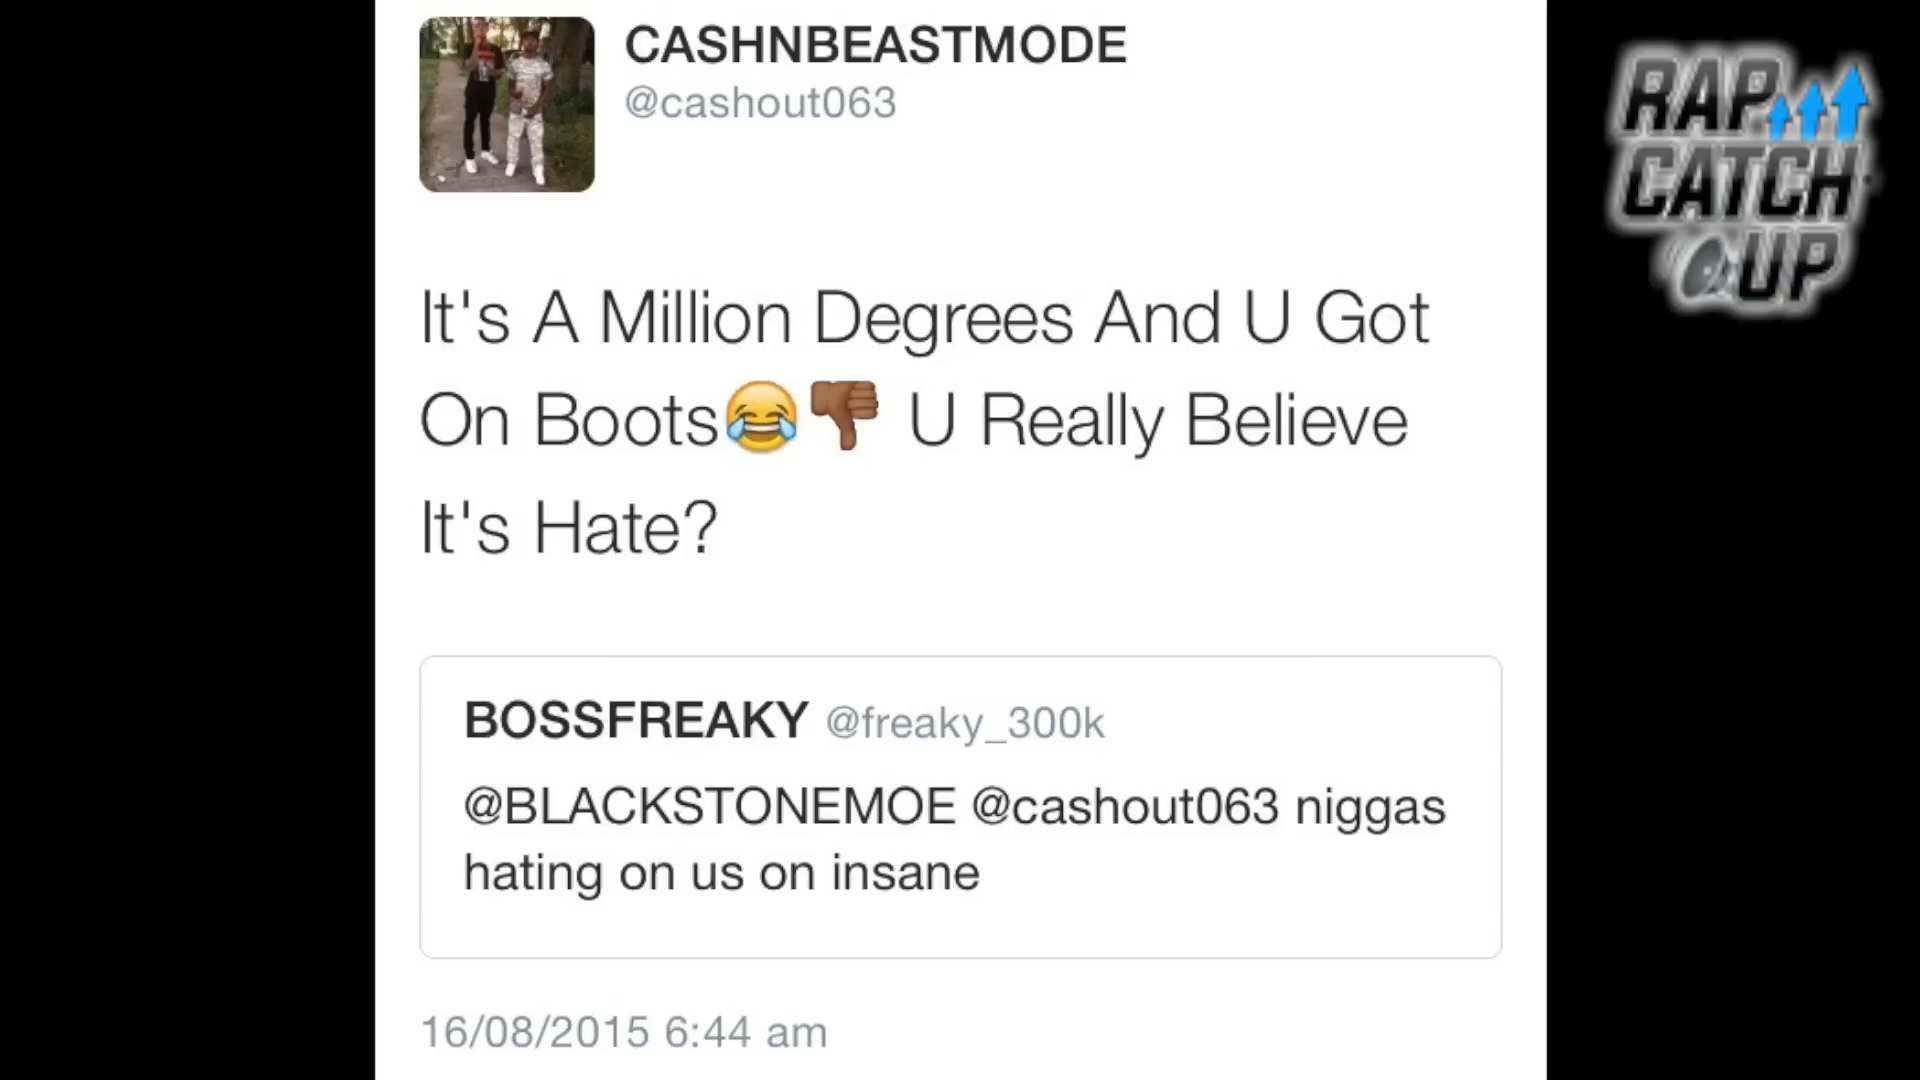 CASHNBEASTMODE
@cashout063
RAP
CATCH
UP
It's A Million Degrees And U Got
On Boots😂👎🏾 U Really Believe
It's Hate?
BOSSFREAKY @freaky_300k
@BLACKSTONEMOE @cashout063 niggas
hating on us on insane
16/08/2015 6:44 am